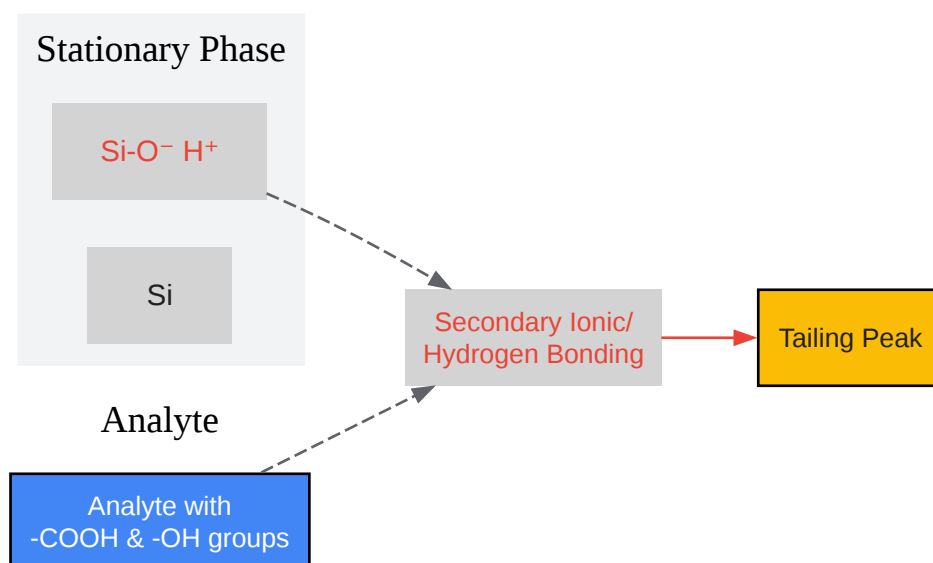 Stationary Phase
Si-O⁻ H⁺
Si
Secondary Ionic/
Hydrogen Bonding
Tailing Peak
Analyte
Analyte with
-COOH & -OH groups